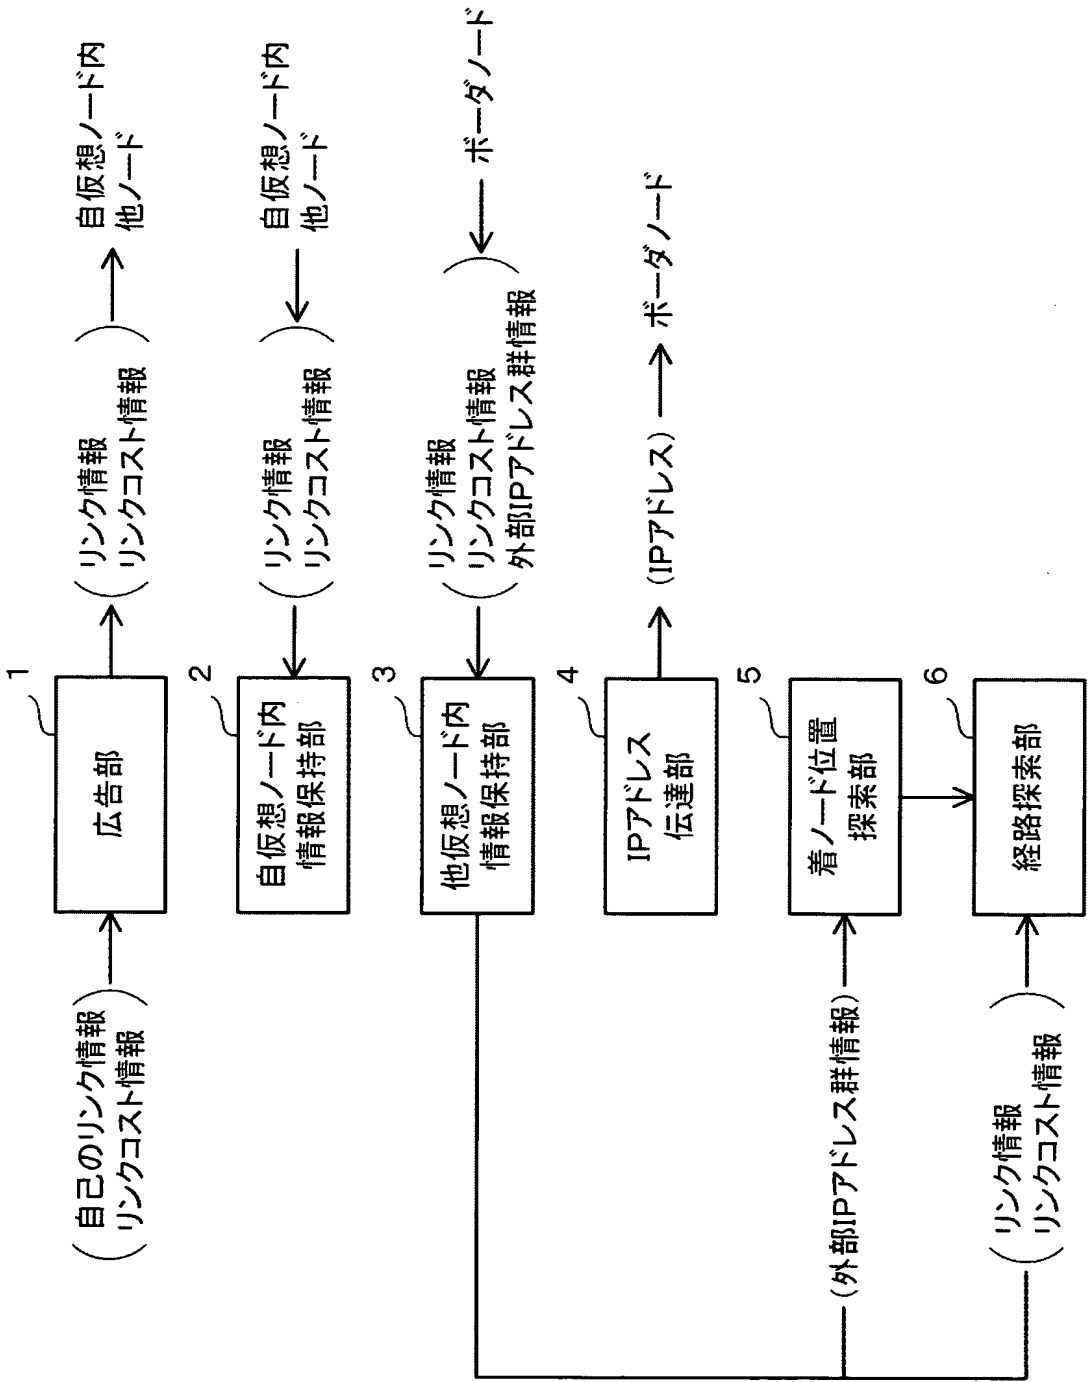 1
(自己のリンク情報
リンクコスト情報)
広告部
(リンク情報
リンクコスト情報)
自仮想ノード内
他ノード
2
自仮想ノード内
情報保持部
(リンク情報
リンクコスト情報)
自仮想ノード内
他ノード
3
他仮想ノード内
情報保持部
(リンク情報
リンクコスト情報
外部IPアドレス群情報)
ボーダノード
4
IPアドレス
伝達部
(IPアドレス)
ボーダノード
5
(外部IPアドレス群情報)
着ノード位置
探索部
6
(リンク情報
リンクコスト情報)
経路探索部